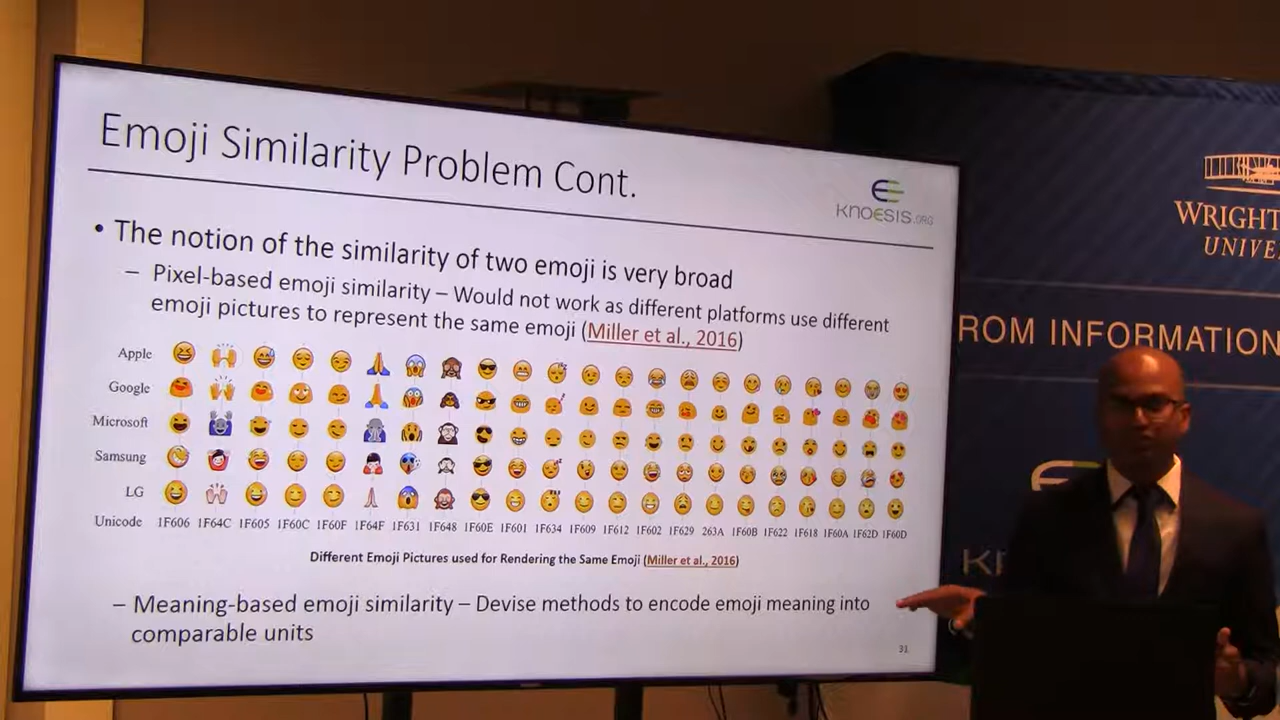 Emoji Similarity Problem Cont.
KNOESIS.ORG
• The notion of the similarity of two emoji is very broad
– Pixel-based emoji similarity – Would not work as different platforms use different
emoji pictures to represent the same emoji (Miller et al., 2016)
Apple
Google
Microsoft
Samsung
LG
Unicode 1F606 1F64C 1F605 1F60C 1F60F 1F64F 1F631 1F648 1F60E 1F601 1F634 1F609 1F612 1F602 1F629 263A 1F60B 1F622 1F618 1F60A 1F62D 1F60D
Different Emoji Pictures used for Rendering the Same Emoji (Miller et al., 2016)
– Meaning-based emoji similarity – Devise methods to encode emoji meaning into
comparable units
31
WRIGHT
UNIVE
ROM INFORMATION